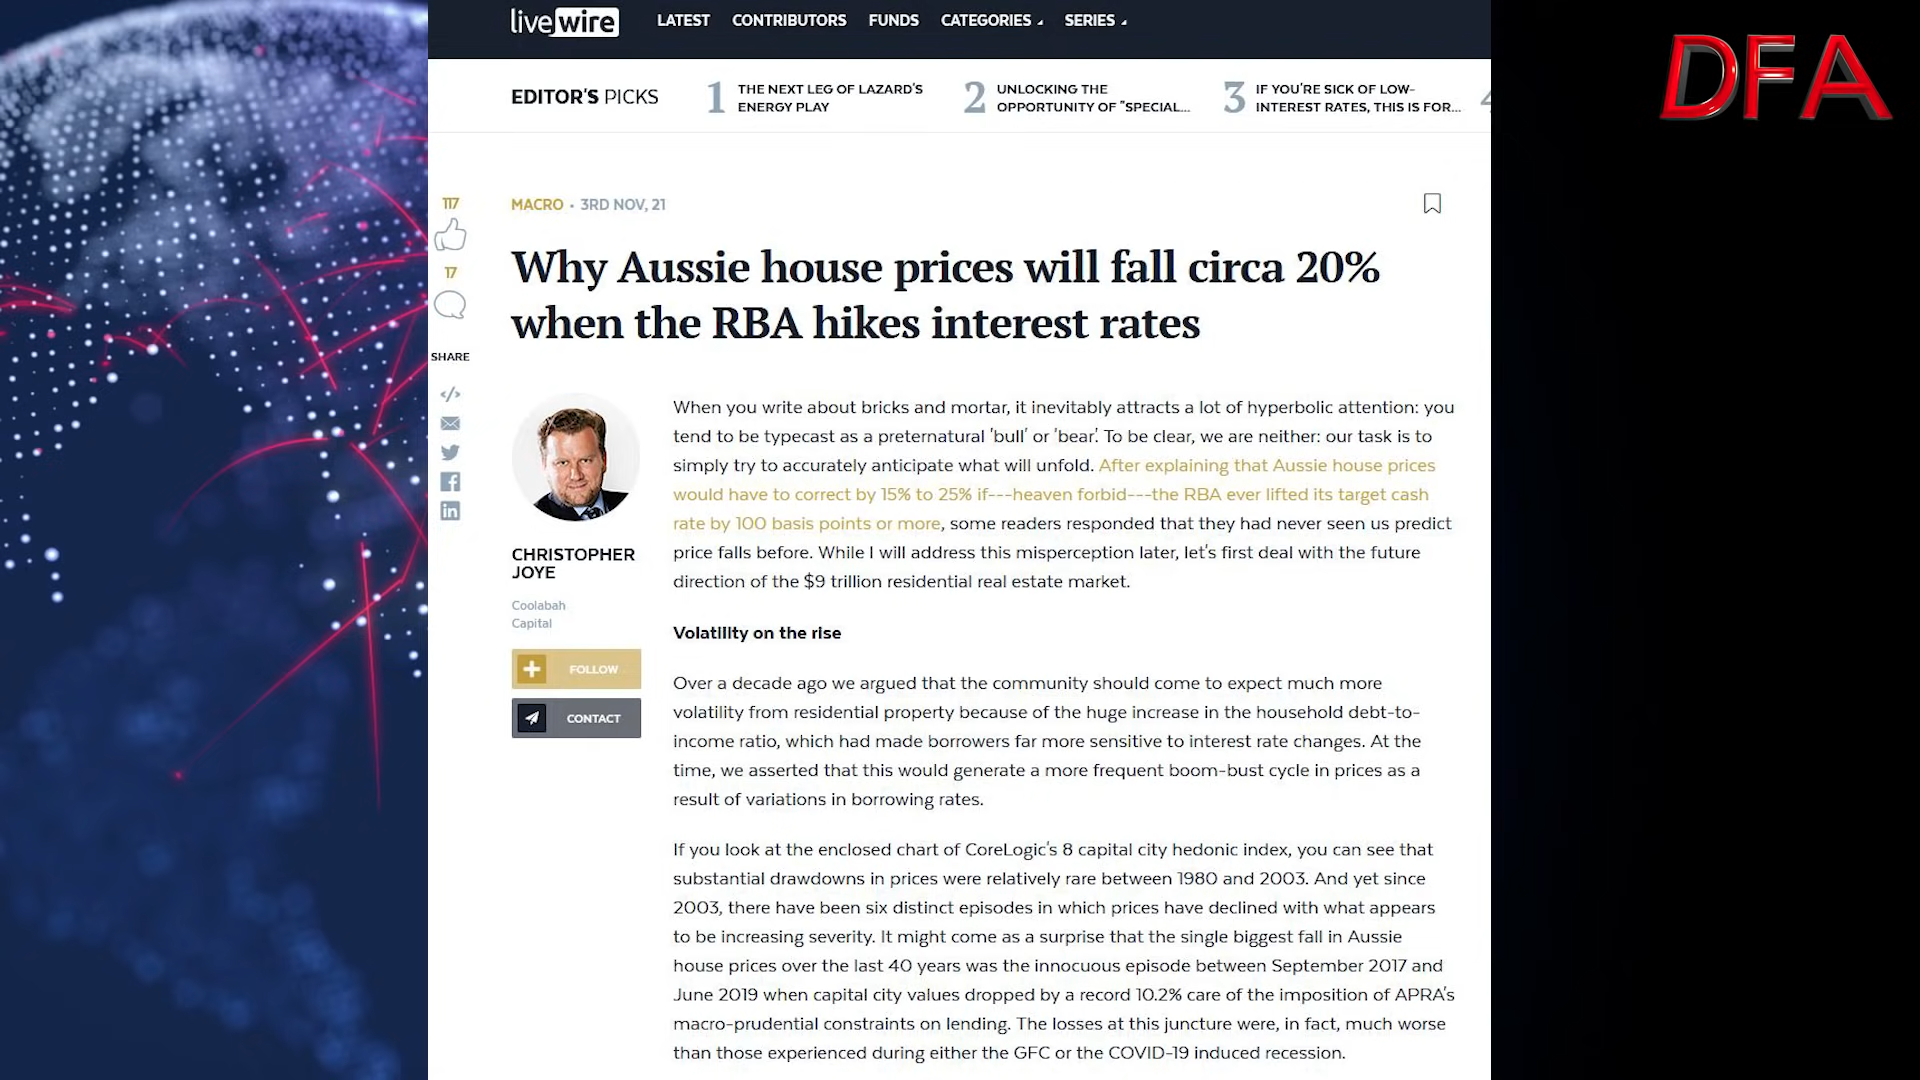 livewire
LATEST CONTRIBUTORS FUNDS CATEGORIES SERIES
DFA
EDITOR'S PICKS
1 THE NEXT LEG OF LAZARD'S
ENERGY PLAY
2 UNLOCKING THE
OPPORTUNITY OF "SPECIAL...
3 IF YOU'RE SICK OF LOW-
INTEREST RATES, THIS IS FOR...
117
17
SHARE
MACRO • 3RD NOV, 21
Why Aussie house prices will fall circa 20%
when the RBA hikes interest rates
CHRISTOPHER
JOYE
Coolabah
Capital
FOLLOW
CONTACT
When you write about bricks and mortar, it inevitably attracts a lot of hyperbolic attention: you
tend to be typecast as a preternatural 'bull' or 'bear'. To be clear, we are neither: our task is to
simply try to accurately anticipate what will unfold. After explaining that Aussie house prices
would have to correct by 15% to 25% if---heaven forbid---the RBA ever lifted its target cash
rate by 100 basis points or more, some readers responded that they had never seen us predict
price falls before. While I will address this misperception later, let's first deal with the future
direction of the $9 trillion residential real estate market.
Volatility on the rise
Over a decade ago we argued that the community should come to expect much more
volatility from residential property because of the huge increase in the household debt-to-
income ratio, which had made borrowers far more sensitive to interest rate changes. At the
time, we asserted that this would generate a more frequent boom-bust cycle in prices as a
result of variations in borrowing rates.
If you look at the enclosed chart of CoreLogic's 8 capital city hedonic index, you can see that
substantial drawdowns in prices were relatively rare between 1980 and 2003. And yet since
2003, there have been six distinct episodes in which prices have declined with what appears
to be increasing severity. It might come as a surprise that the single biggest fall in Aussie
house prices over the last 40 years was the innocuous episode between September 2017 and
June 2019 when capital city values dropped by a record 10.2% care of the imposition of APRA's
macro-prudential constraints on lending. The losses at this juncture were, in fact, much worse
than those experienced during either the GFC or the COVID-19 induced recession.